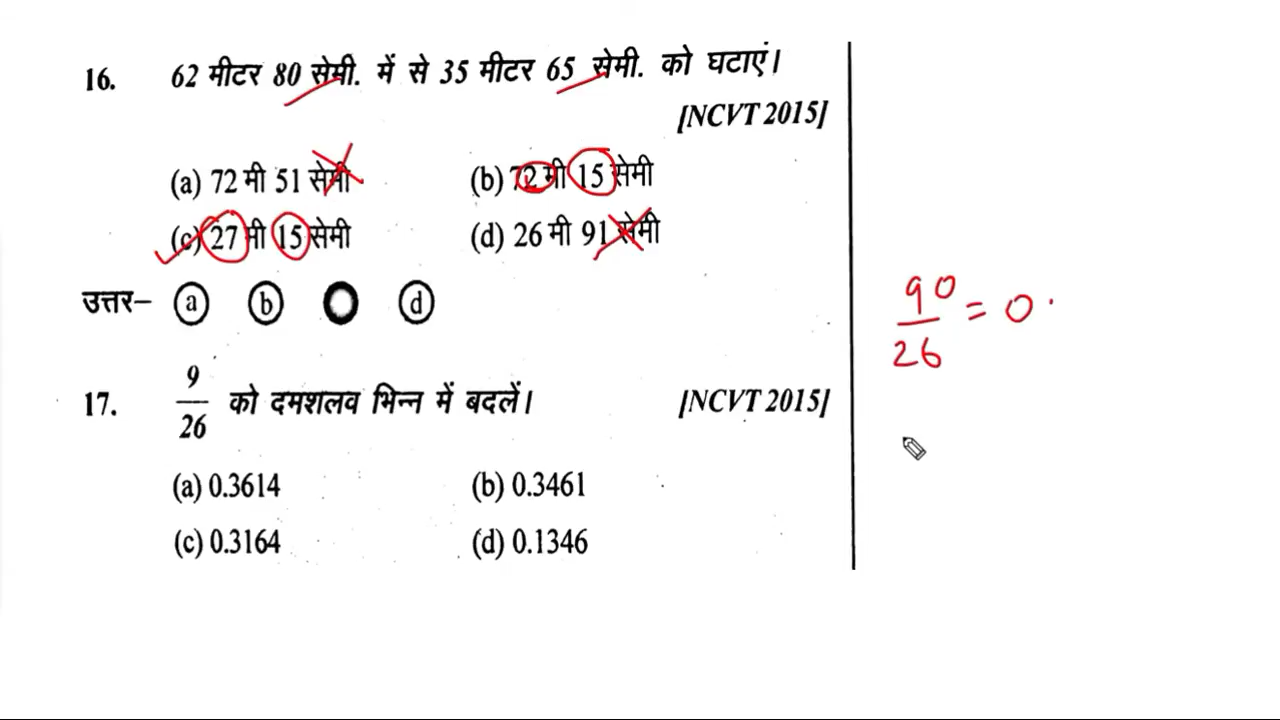 16. 62 मीटर 80 सेमी. में से 35 मीटर 65 सेमी. को घटाएं।
[NCVT 2015]
(a) 72 मी 51 सेमी (b) 72 मी 15 सेमी
(c) 27 मी 15 सेमी (d) 26 मी 91 सेमी
उत्तर– a b d
90/26 = 0.
17. 9/26 को दमशलव भिन्न में बदलें। [NCVT 2015]
(a) 0.3614 (b) 0.3461
(c) 0.3164 (d) 0.1346